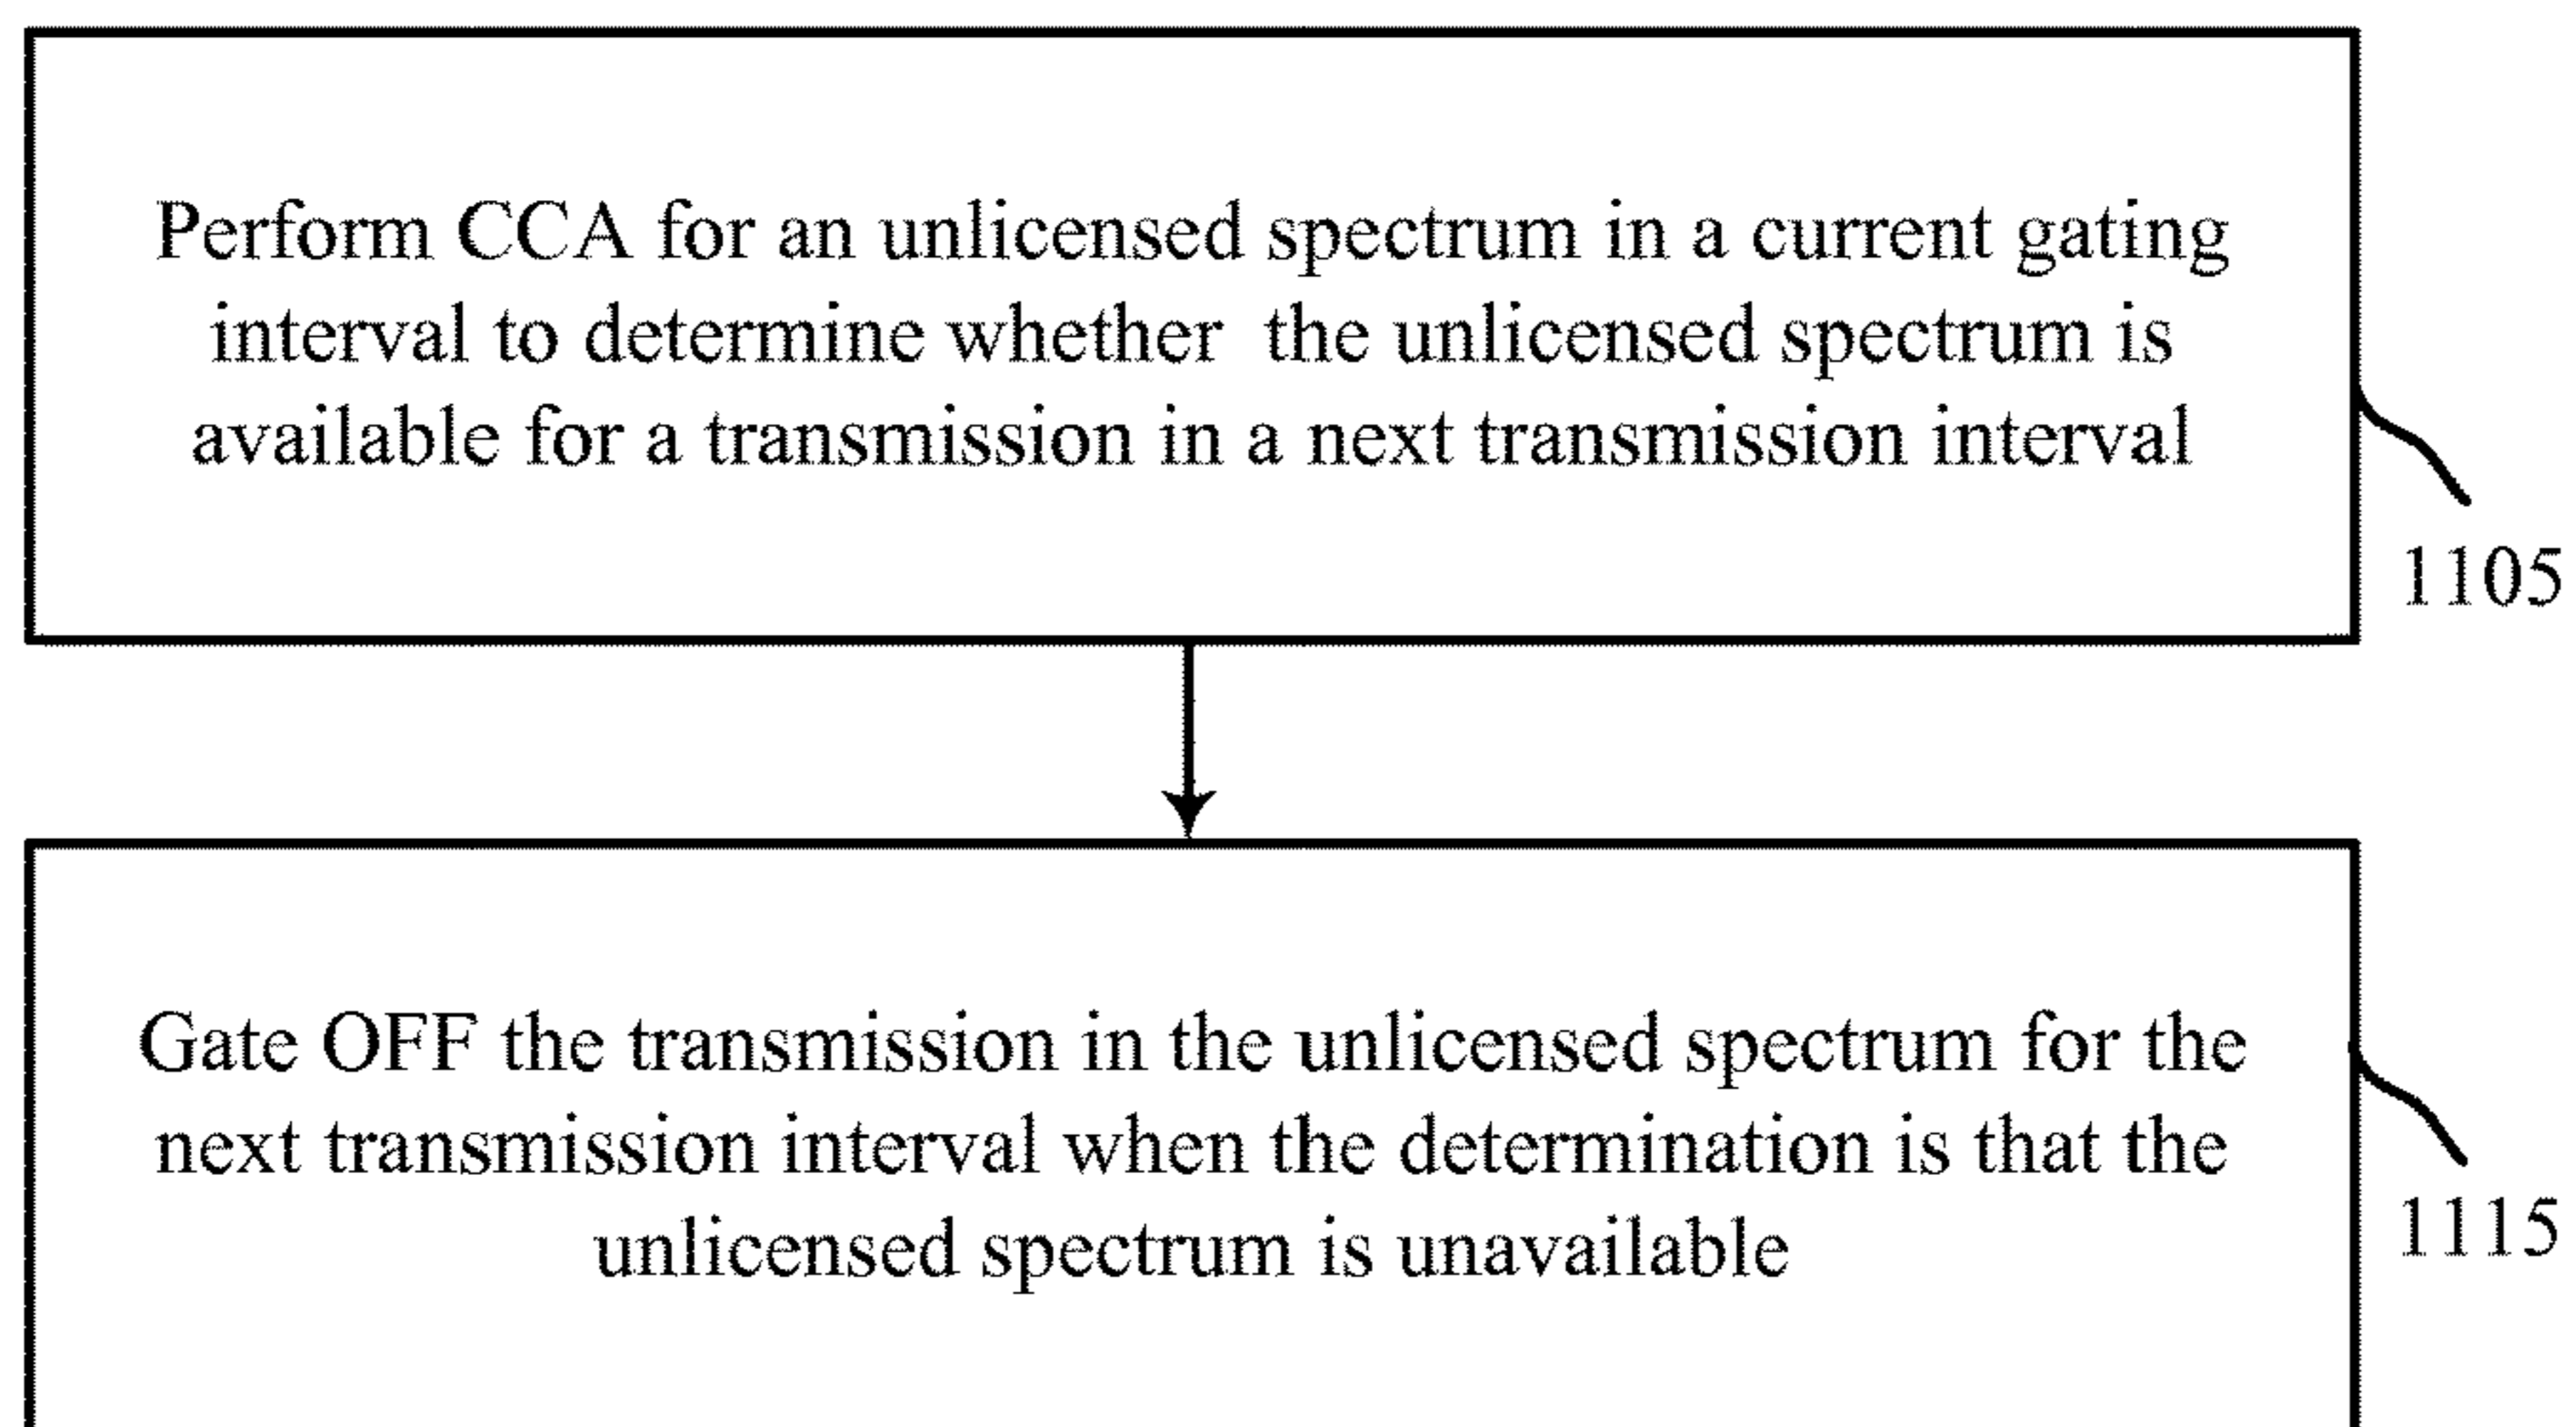 Perform CCA for an unlicensed spectrum in a current gating
interval to determine whether the unlicensed spectrum is
available for a transmission in a next transmission interval
1105
Gate OFF the transmission in the unlicensed spectrum for the
next transmission interval when the determination is that the
unlicensed spectrum is unavailable
1115